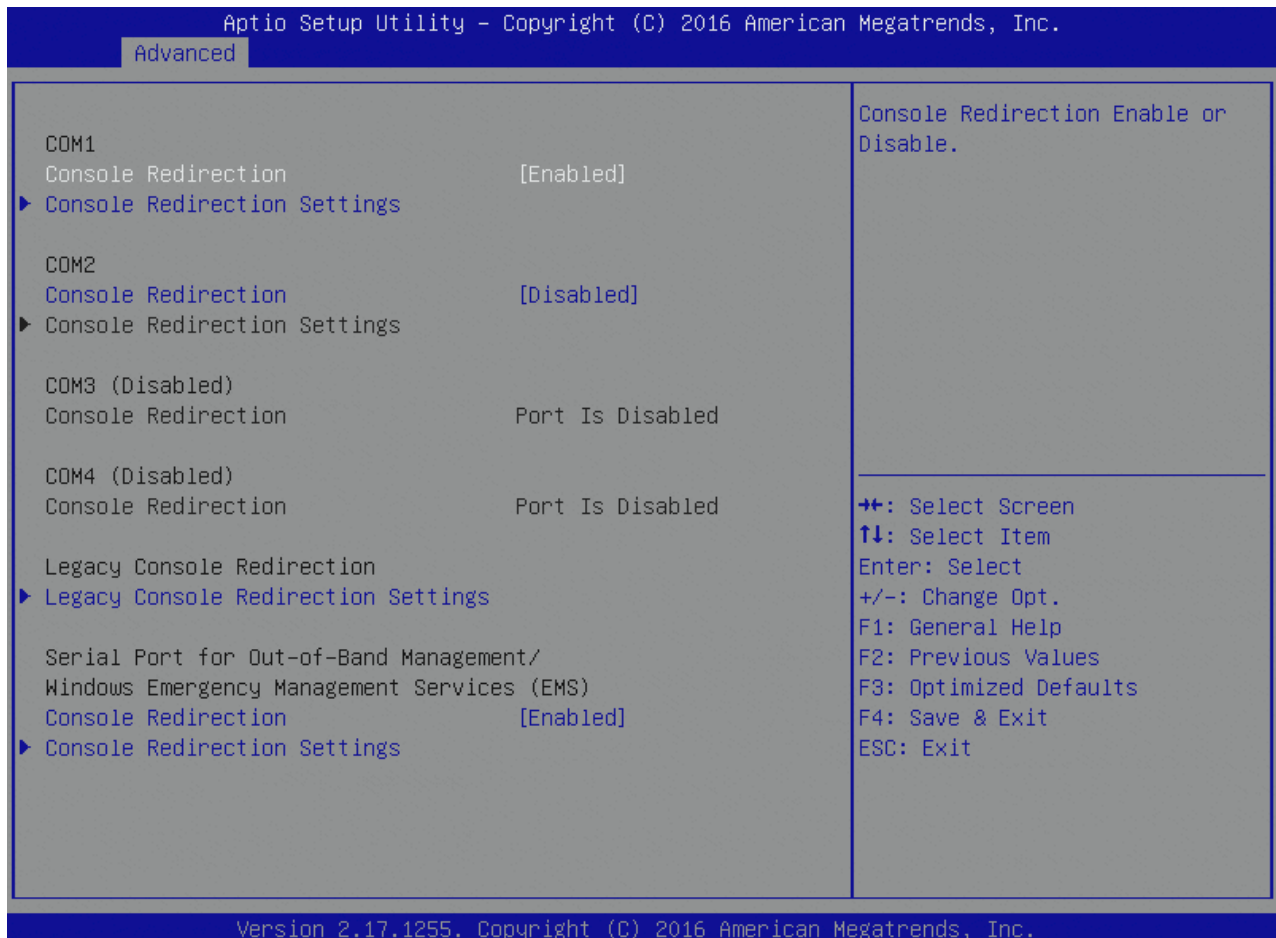 Aptio Setup Utility – Copyright (C) 2016 American Megatrends, Inc.
Advanced
COM1
Console Redirection [Enabled]
Console Redirection Settings
COM2
Console Redirection [Disabled]
Console Redirection Settings
COM3 (Disabled)
Console Redirection Port Is Disabled
COM4 (Disabled)
Console Redirection Port Is Disabled
Legacy Console Redirection
Legacy Console Redirection Settings
Serial Port for Out-of-Band Management/
Windows Emergency Management Services (EMS)
Console Redirection [Enabled]
Console Redirection Settings
Console Redirection Enable or
Disable.
→←: Select Screen
↑↓: Select Item
Enter: Select
+/-: Change Opt.
F1: General Help
F2: Previous Values
F3: Optimized Defaults
F4: Save & Exit
ESC: Exit
Version 2.17.1255. Copyright (C) 2016 American Megatrends, Inc.